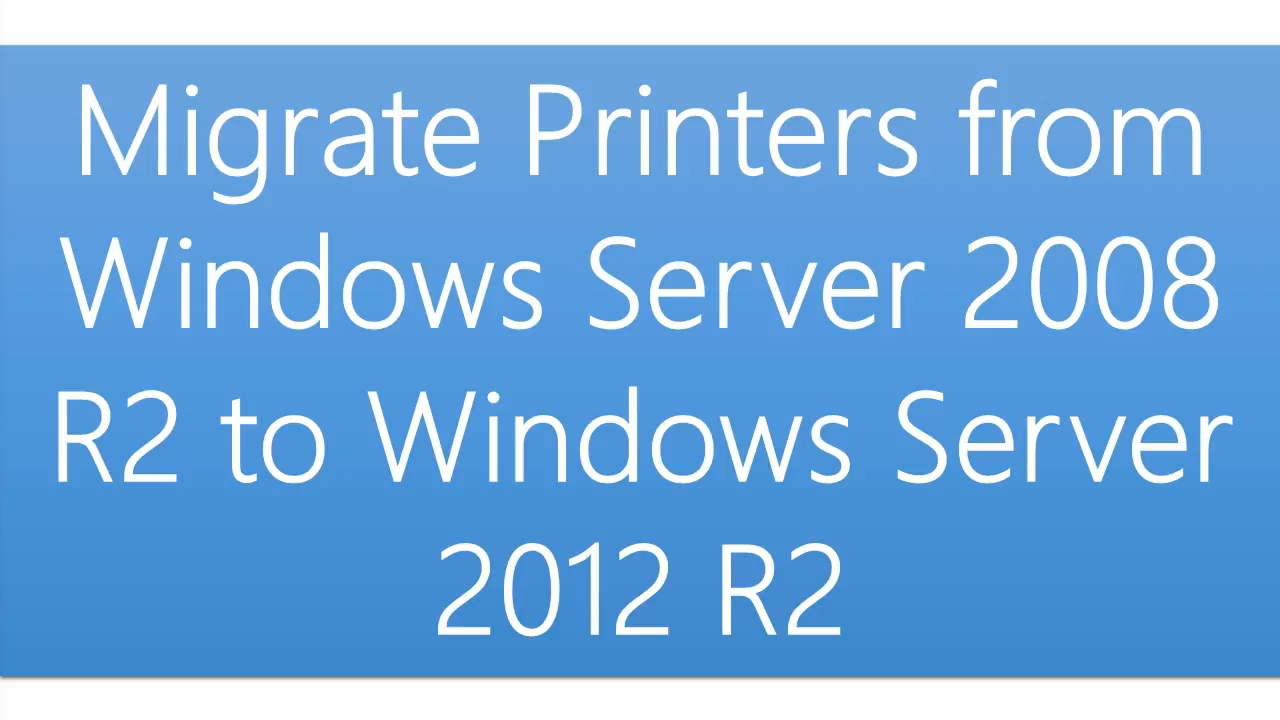 Migrate Printers from
Windows Server 2008
R2 to Windows Server
2012 R2